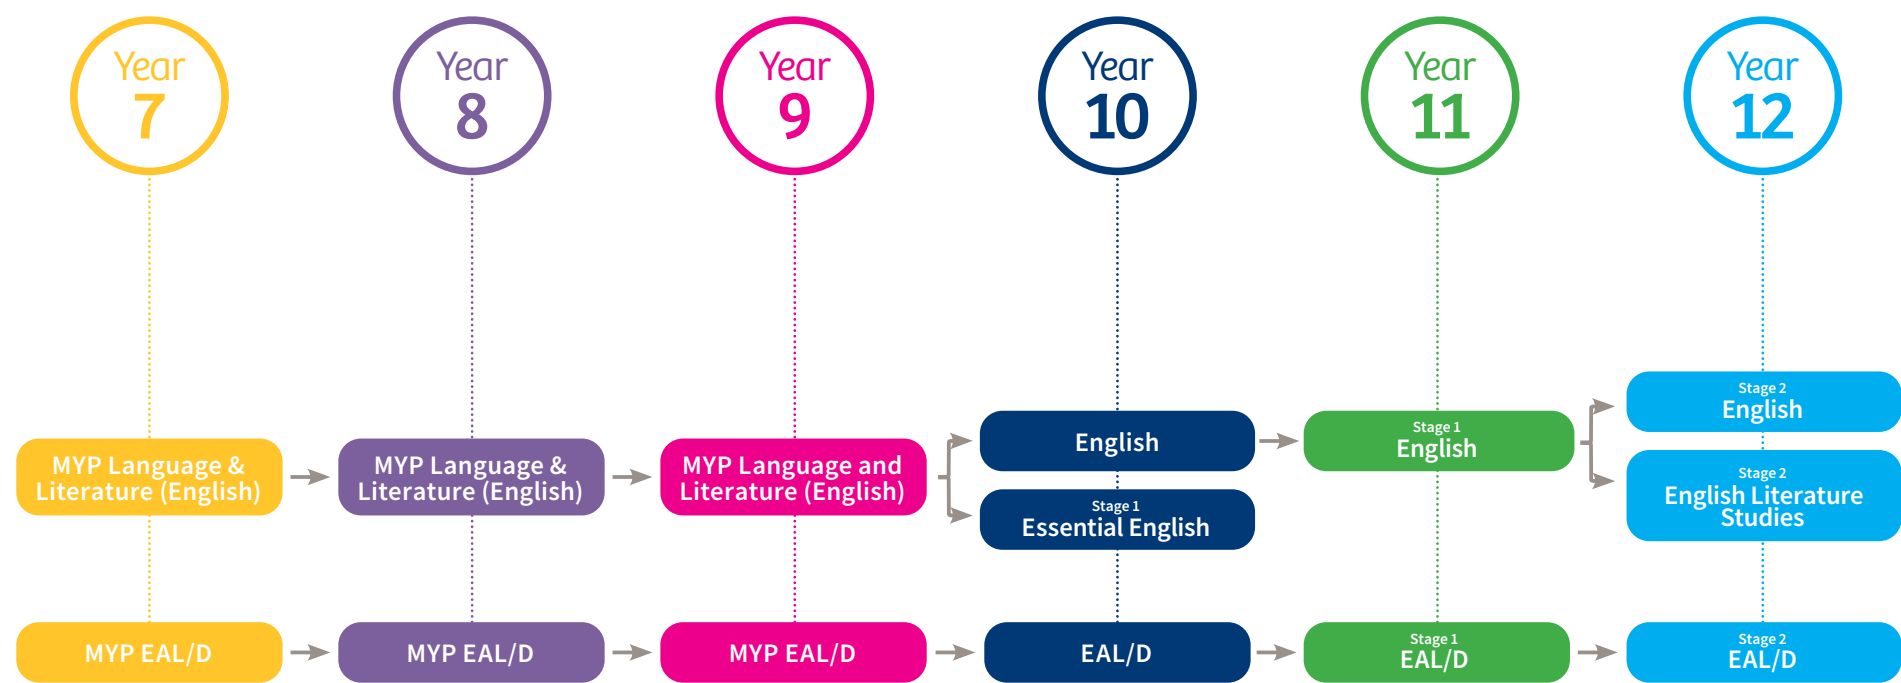 Year
7
Year
8
Year
9
Year
10
Year
11
Year
12
MYP Language &
Literature (English)
MYP Language &
Literature (English)
MYP Language and
Literature (English)
English
Stage 1
Essential English
Stage 1
English
Stage 2
English
Stage 2
English Literature
Studies
MYP EAL/D
MYP EAL/D
MYP EAL/D
EAL/D
Stage 1
EAL/D
Stage 2
EAL/D